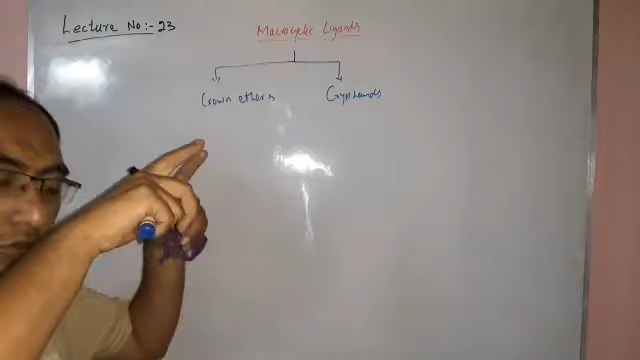 Lecture No:- 23
Macrocyclic Ligands
Crown ethers
Cryptands